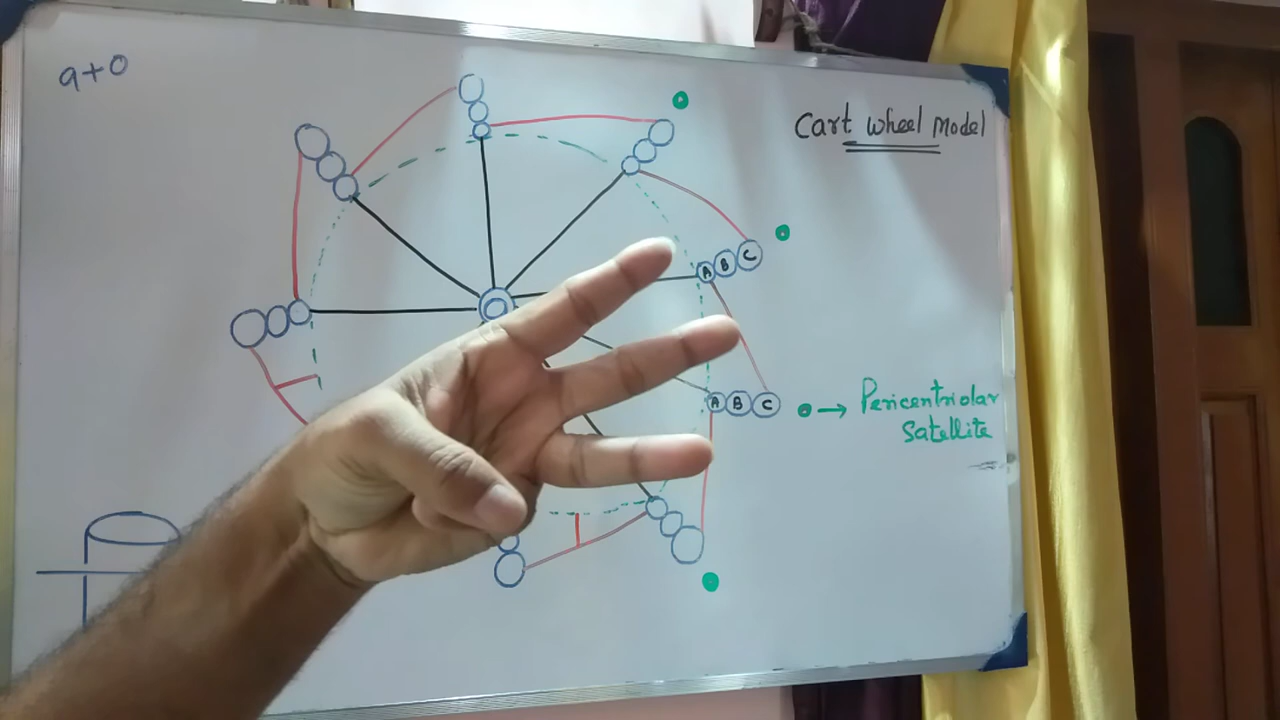 9+0
Cart wheel Model
A B C
A B C
→ Pericentriolar
Satellite